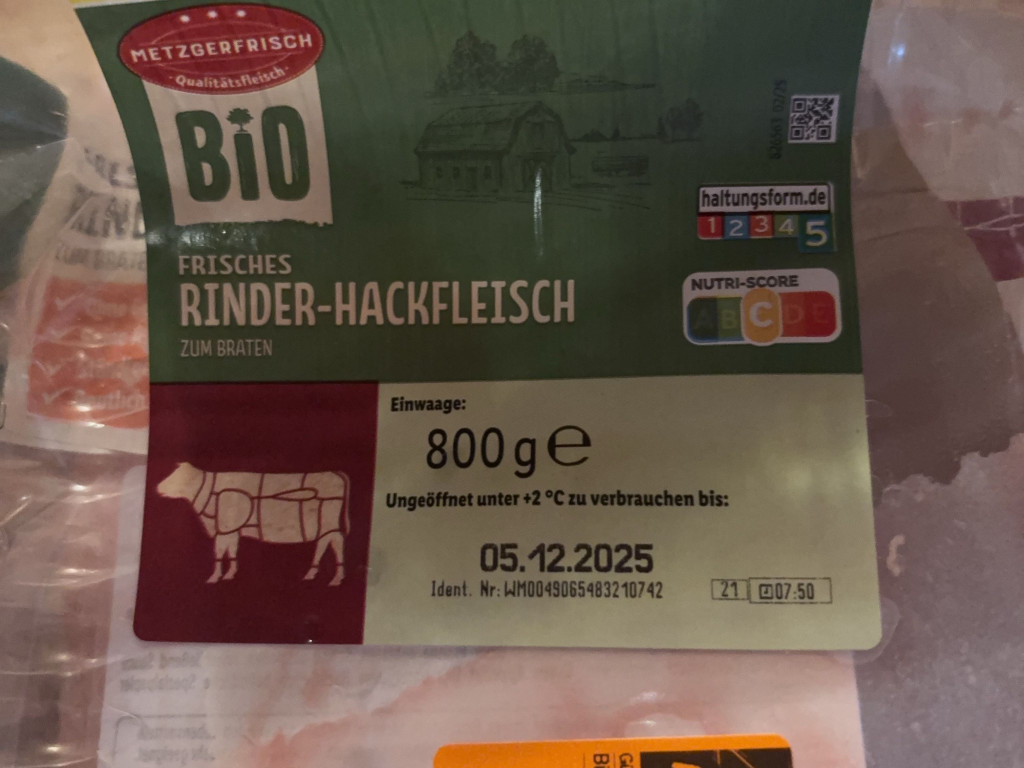 METZGERFRISCH
Qualitätsfleisch
BiO
haltungsform.de
1 2 3 4 5
FRISCHES
RINDER-HACKFLEISCH
ZUM BRATEN
NUTRI-SCORE
A B C D E
Einwaage:
800 g ℮
Ungeöffnet unter +2 °C zu verbrauchen bis:
05.12.2025
Ident. Nr: WM0049065483210742
21 07:50